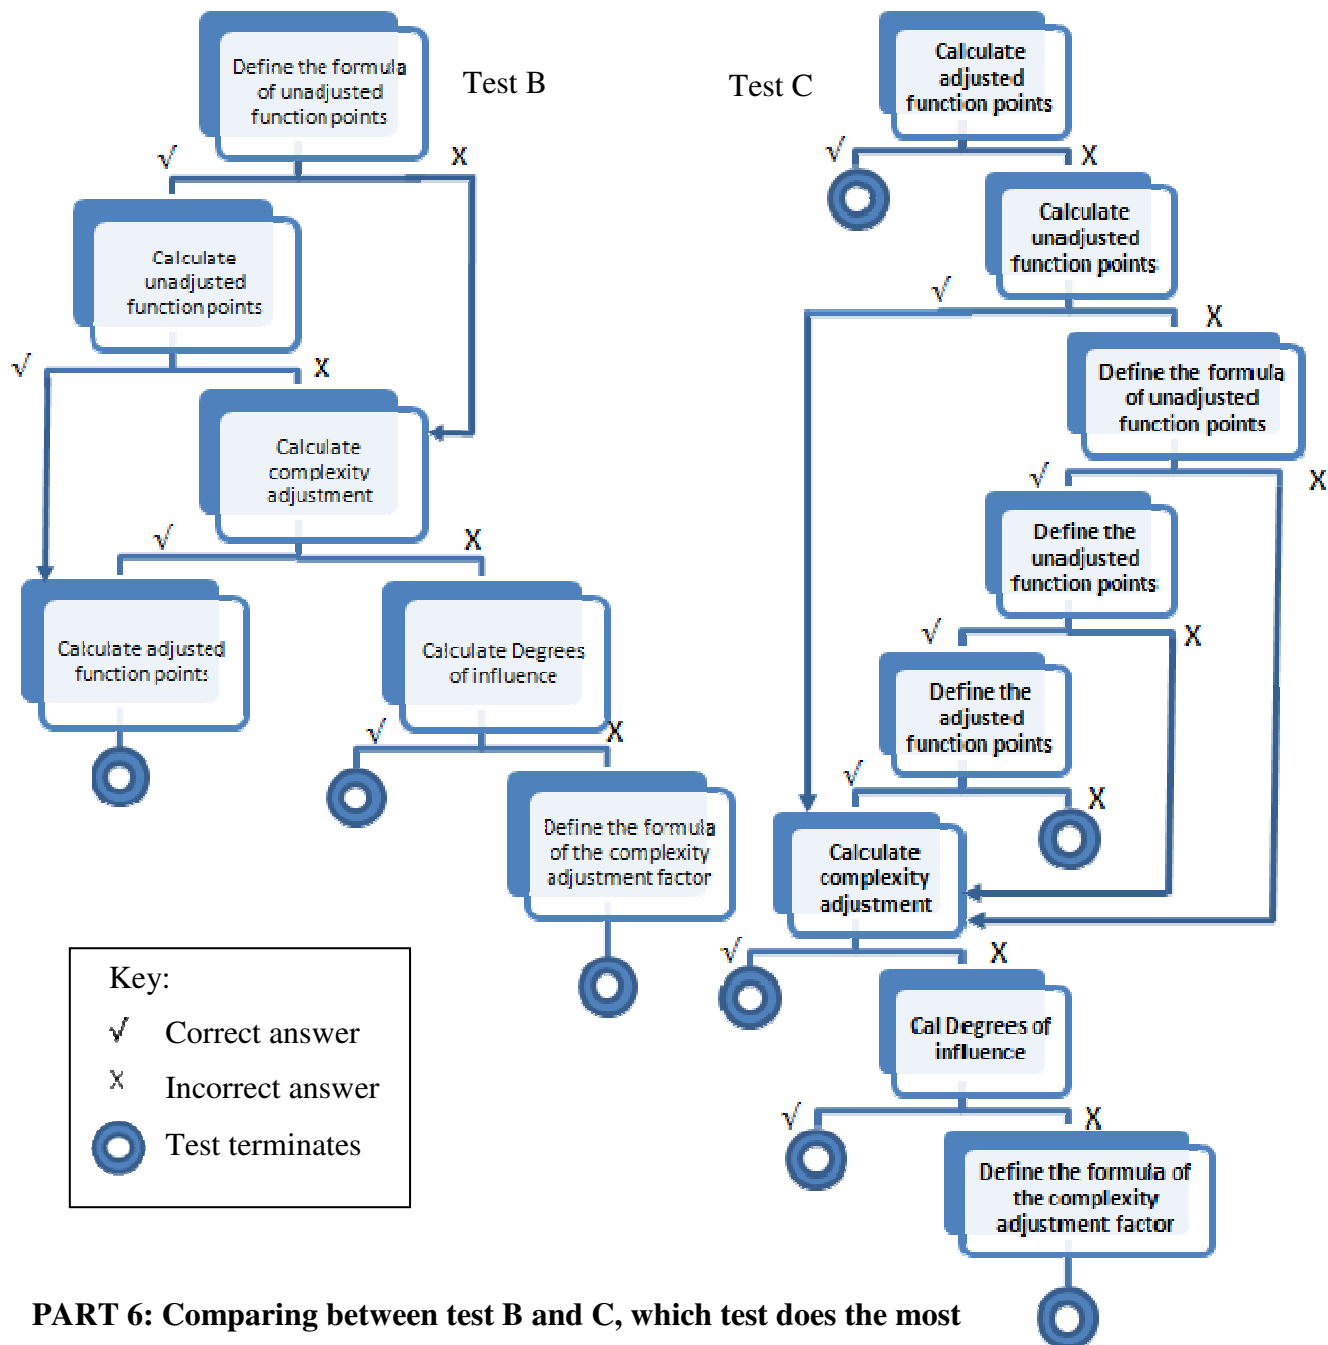 Test B
Define the formula
of unadjusted
function points
√
X
Calculate
unadjusted
function points
√
X
Calculate
complexity
adjustment
√
X
Calculate adjusted
function points
Calculate Degrees
of influence
√
X
Define the formula
of the complexity
adjustment factor
Test C
Calculate
adjusted
function points
√
X
Calculate
unadjusted
function points
√
X
Define the formula
of unadjusted
function points
√
X
Define the
unadjusted
function points
√
X
Define the
adjusted
function points
√
X
Calculate
complexity
adjustment
√
X
Cal Degrees of
influence
√
X
Define the formula of
the complexity
adjustment factor
Key:
√ Correct answer
X Incorrect answer
Test terminates
PART 6: Comparing between test B and C, which test does the most